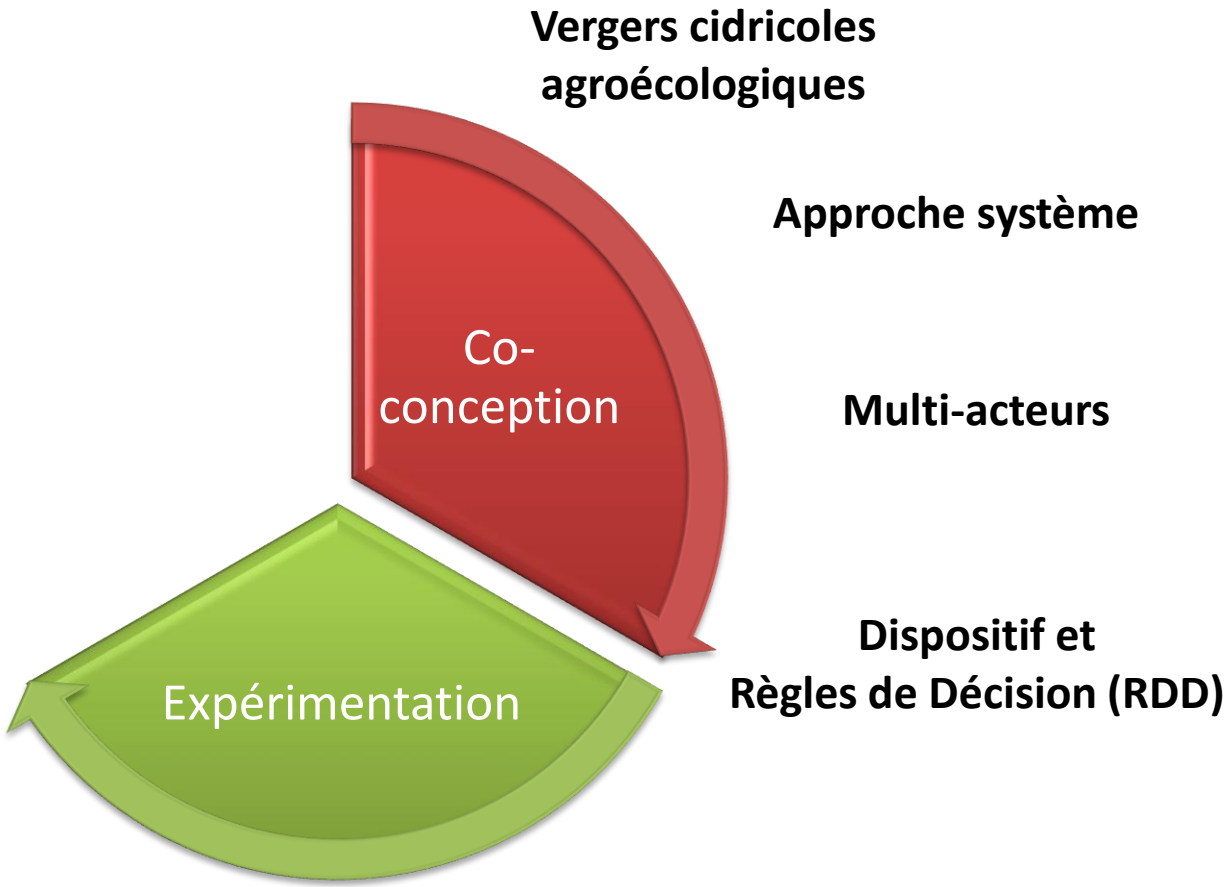 Vergers cidricoles
agroécologiques
Approche système
Co-
conception
Multi-acteurs
Dispositif et
Règles de Décision (RDD)
Expérimentation